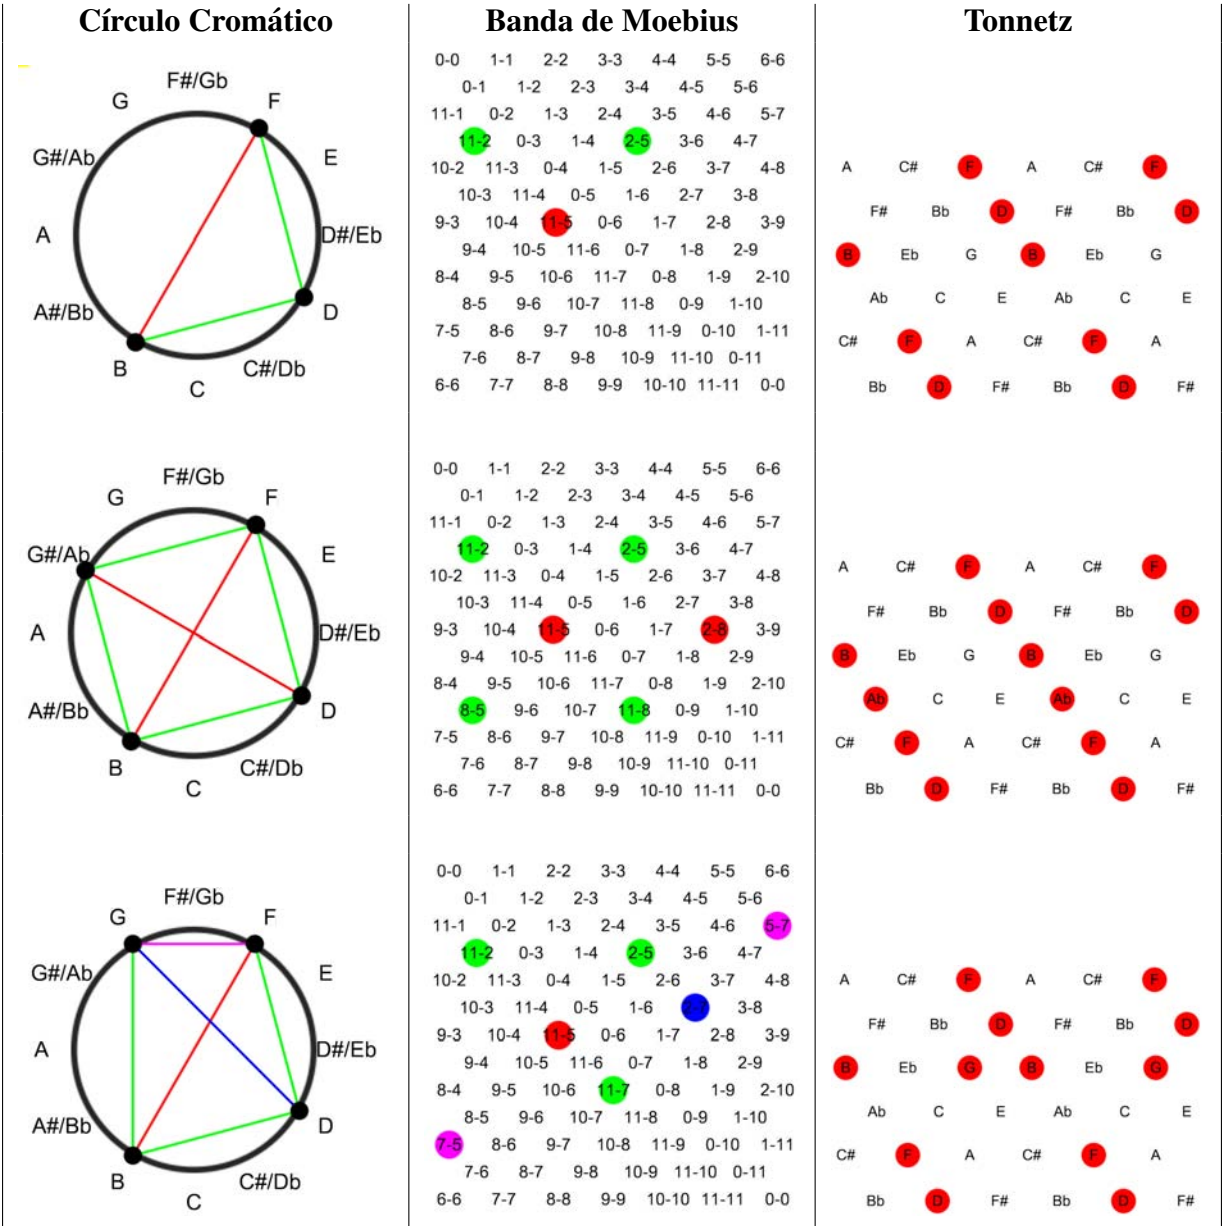 Círculo Cromático Banda de Moebius Tonnetz
F#/Gb
G F
G#/Ab E
A D#/Eb
A#/Bb D
B C#/Db
C
0-0 1-1 2-2 3-3 4-4 5-5 6-6
0-1 1-2 2-3 3-4 4-5 5-6
11-1 0-2 1-3 2-4 3-5 4-6 5-7
11-2 0-3 1-4 2-5 3-6 4-7
10-2 11-3 0-4 1-5 2-6 3-7 4-8
10-3 11-4 0-5 1-6 2-7 3-8
9-3 10-4 11-5 0-6 1-7 2-8 3-9
9-4 10-5 11-6 0-7 1-8 2-9
8-4 9-5 10-6 11-7 0-8 1-9 2-10
8-5 9-6 10-7 11-8 0-9 1-10
7-5 8-6 9-7 10-8 11-9 0-10 1-11
7-6 8-7 9-8 10-9 11-10 0-11
6-6 7-7 8-8 9-9 10-10 11-11 0-0
A C# F A C# F
F# Bb D F# Bb D
B Eb G B Eb G
Ab C E Ab C E
C# F A C# F A
Bb D F# Bb D F#
F#/Gb
G F
G#/Ab E
A D#/Eb
A#/Bb D
B C#/Db
C
0-0 1-1 2-2 3-3 4-4 5-5 6-6
0-1 1-2 2-3 3-4 4-5 5-6
11-1 0-2 1-3 2-4 3-5 4-6 5-7
11-2 0-3 1-4 2-5 3-6 4-7
10-2 11-3 0-4 1-5 2-6 3-7 4-8
10-3 11-4 0-5 1-6 2-7 3-8
9-3 10-4 11-5 0-6 1-7 2-8 3-9
9-4 10-5 11-6 0-7 1-8 2-9
8-4 9-5 10-6 11-7 0-8 1-9 2-10
8-5 9-6 10-7 11-8 0-9 1-10
7-5 8-6 9-7 10-8 11-9 0-10 1-11
7-6 8-7 9-8 10-9 11-10 0-11
6-6 7-7 8-8 9-9 10-10 11-11 0-0
A C# F A C# F
F# Bb D F# Bb D
B Eb G B Eb G
Ab C E Ab C E
C# F A C# F A
Bb D F# Bb D F#
F#/Gb
G F
G#/Ab E
A D#/Eb
A#/Bb D
B C#/Db
C
0-0 1-1 2-2 3-3 4-4 5-5 6-6
0-1 1-2 2-3 3-4 4-5 5-6
11-1 0-2 1-3 2-4 3-5 4-6 5-7
11-2 0-3 1-4 2-5 3-6 4-7
10-2 11-3 0-4 1-5 2-6 3-7 4-8
10-3 11-4 0-5 1-6 2-7 3-8
9-3 10-4 11-5 0-6 1-7 2-8 3-9
9-4 10-5 11-6 0-7 1-8 2-9
8-4 9-5 10-6 11-7 0-8 1-9 2-10
8-5 9-6 10-7 11-8 0-9 1-10
7-5 8-6 9-7 10-8 11-9 0-10 1-11
7-6 8-7 9-8 10-9 11-10 0-11
6-6 7-7 8-8 9-9 10-10 11-11 0-0
A C# F A C# F
F# Bb D F# Bb D
B Eb G B Eb G
Ab C E Ab C E
C# F A C# F A
Bb D F# Bb D F#